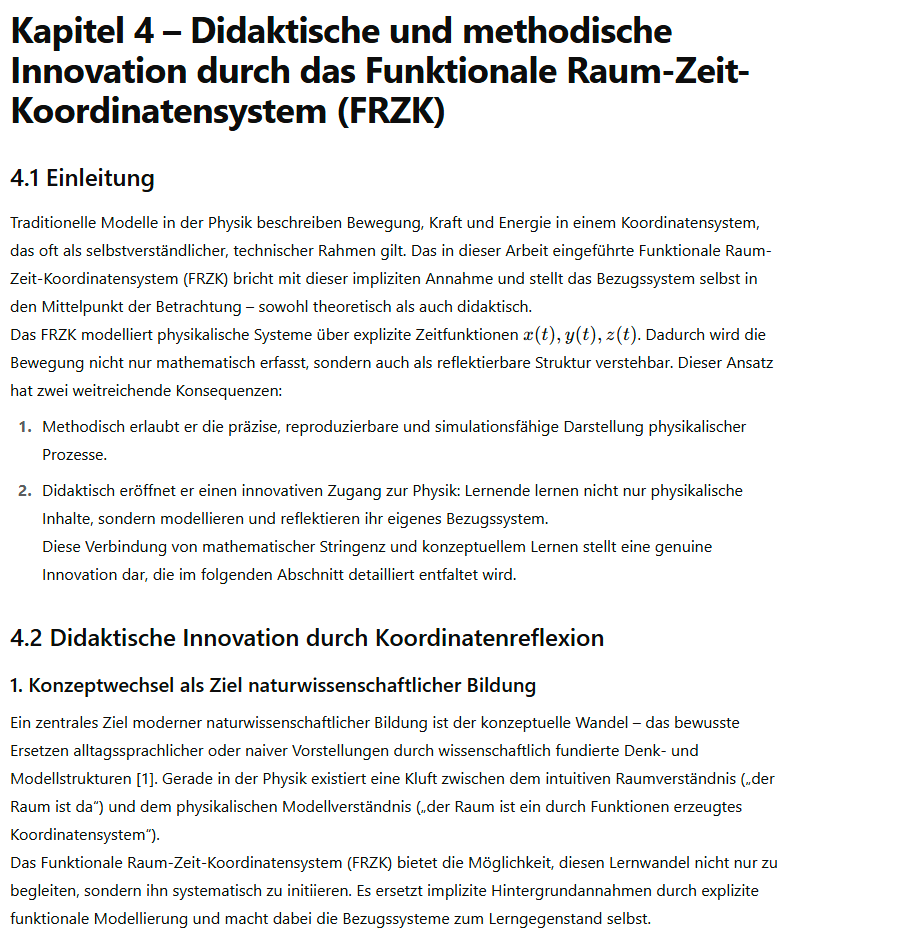 Kapitel 4 – Didaktische und methodische
Innovation durch das Funktionale Raum-Zeit-
Koordinatensystem (FRZK)
4.1 Einleitung
Traditionelle Modelle in der Physik beschreiben Bewegung, Kraft und Energie in einem Koordinatensystem,
das oft als selbstverständlicher, technischer Rahmen gilt. Das in dieser Arbeit eingeführte Funktionale Raum-
Zeit-Koordinatensystem (FRZK) bricht mit dieser impliziten Annahme und stellt das Bezugssystem selbst in
den Mittelpunkt der Betrachtung – sowohl theoretisch als auch didaktisch.
Das FRZK modelliert physikalische Systeme über explizite Zeitfunktionen x(t), y(t), z(t). Dadurch wird die
Bewegung nicht nur mathematisch erfasst, sondern auch als reflektierbare Struktur verstehbar. Dieser Ansatz
hat zwei weitreichende Konsequenzen:
1. Methodisch erlaubt er die präzise, reproduzierbare und simulationsfähige Darstellung physikalischer
Prozesse.
2. Didaktisch eröffnet er einen innovativen Zugang zur Physik: Lernende lernen nicht nur physikalische
Inhalte, sondern modellieren und reflektieren ihr eigenes Bezugssystem.
Diese Verbindung von mathematischer Stringenz und konzeptuellem Lernen stellt eine genuine
Innovation dar, die im folgenden Abschnitt detailliert entfaltet wird.
4.2 Didaktische Innovation durch Koordinatenreflexion
1. Konzeptwechsel als Ziel naturwissenschaftlicher Bildung
Ein zentrales Ziel moderner naturwissenschaftlicher Bildung ist der konzeptuelle Wandel – das bewusste
Ersetzen alltagssprachlicher oder naiver Vorstellungen durch wissenschaftlich fundierte Denk- und
Modellstrukturen [1]. Gerade in der Physik existiert eine Kluft zwischen dem intuitiven Raumverständnis („der
Raum ist da“) und dem physikalischen Modellverständnis („der Raum ist ein durch Funktionen erzeugtes
Koordinatensystem“).
Das Funktionale Raum-Zeit-Koordinatensystem (FRZK) bietet die Möglichkeit, diesen Lernwandel nicht nur zu
begleiten, sondern ihn systematisch zu initiieren. Es ersetzt implizite Hintergrundannahmen durch explizite
funktionale Modellierung und macht dabei die Bezugssysteme zum Lerngegenstand selbst.